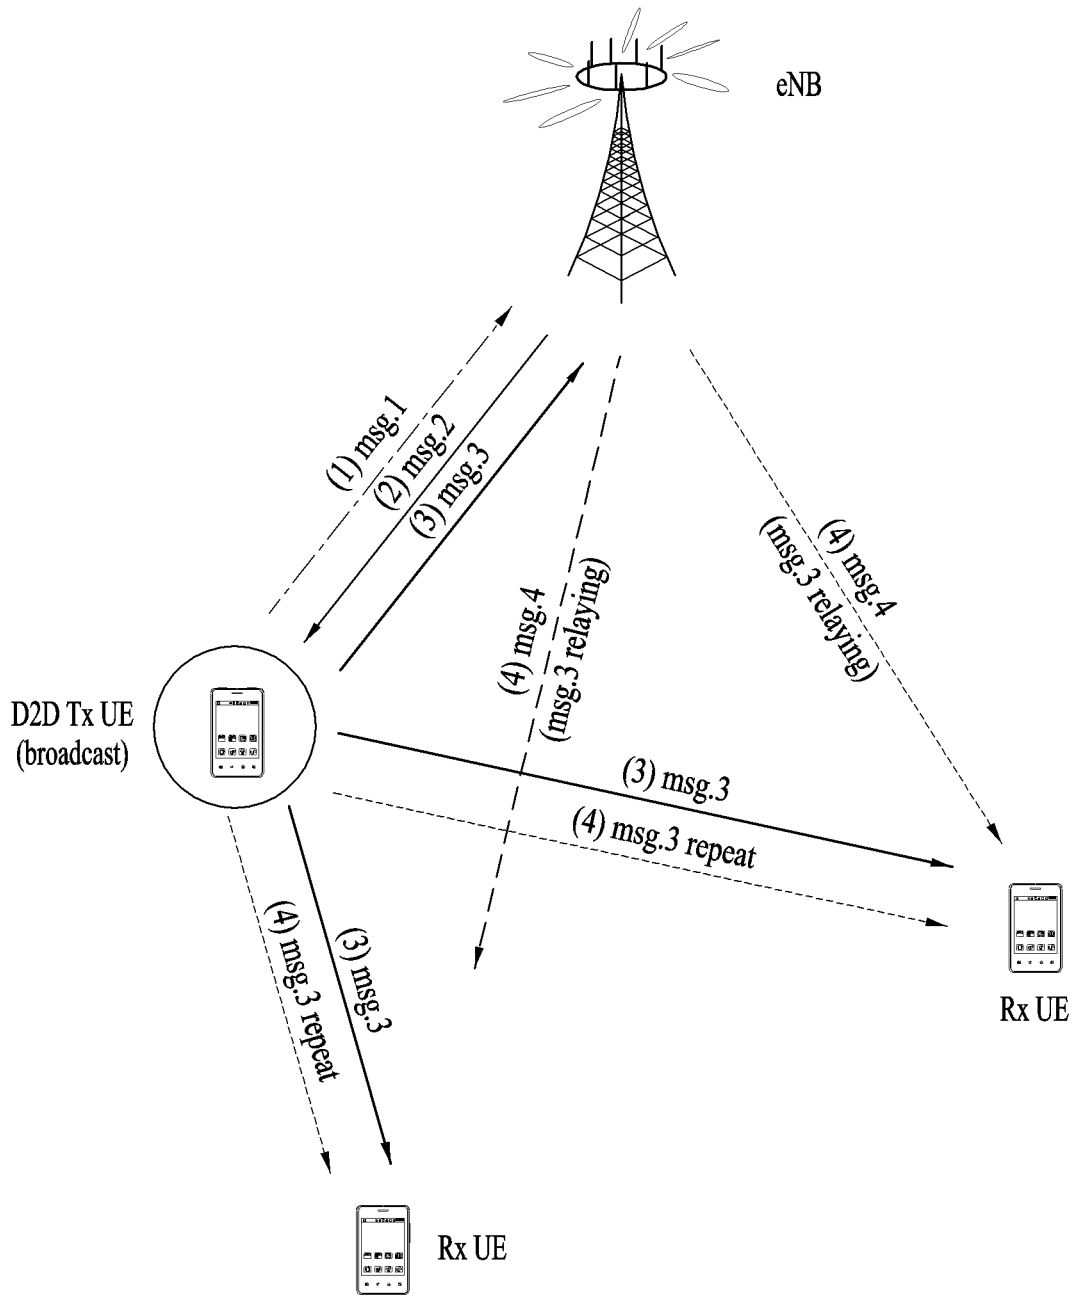 eNB
(1) msg.1
(2) msg.2
(3) msg.3
(4) msg.4
(msg.3 relaying)
(4) msg.4
(msg.3 relaying)
D2D Tx UE
(broadcast)
(3) msg.3
(4) msg.3 repeat
(3) msg.3
(4) msg.3 repeat
Rx UE
Rx UE